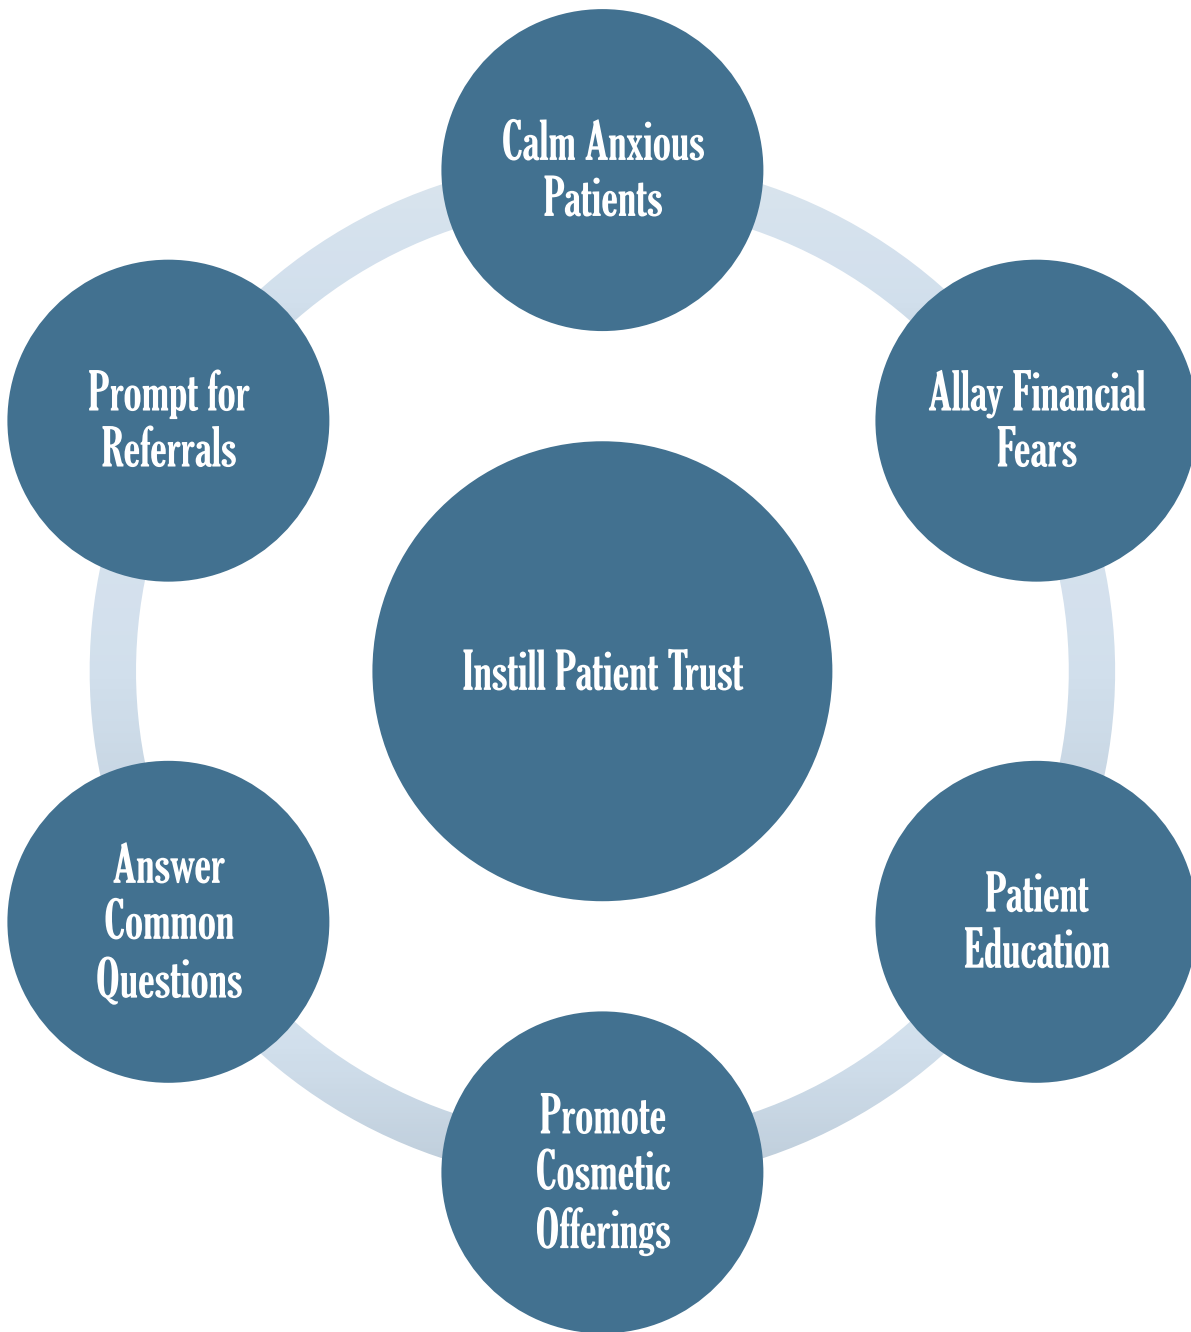 Calm Anxious
Patients
Allay Financial
Fears
Patient
Education
Promote
Cosmetic
Offerings
Answer
Common
Questions
Prompt for
Referrals
Instill Patient Trust